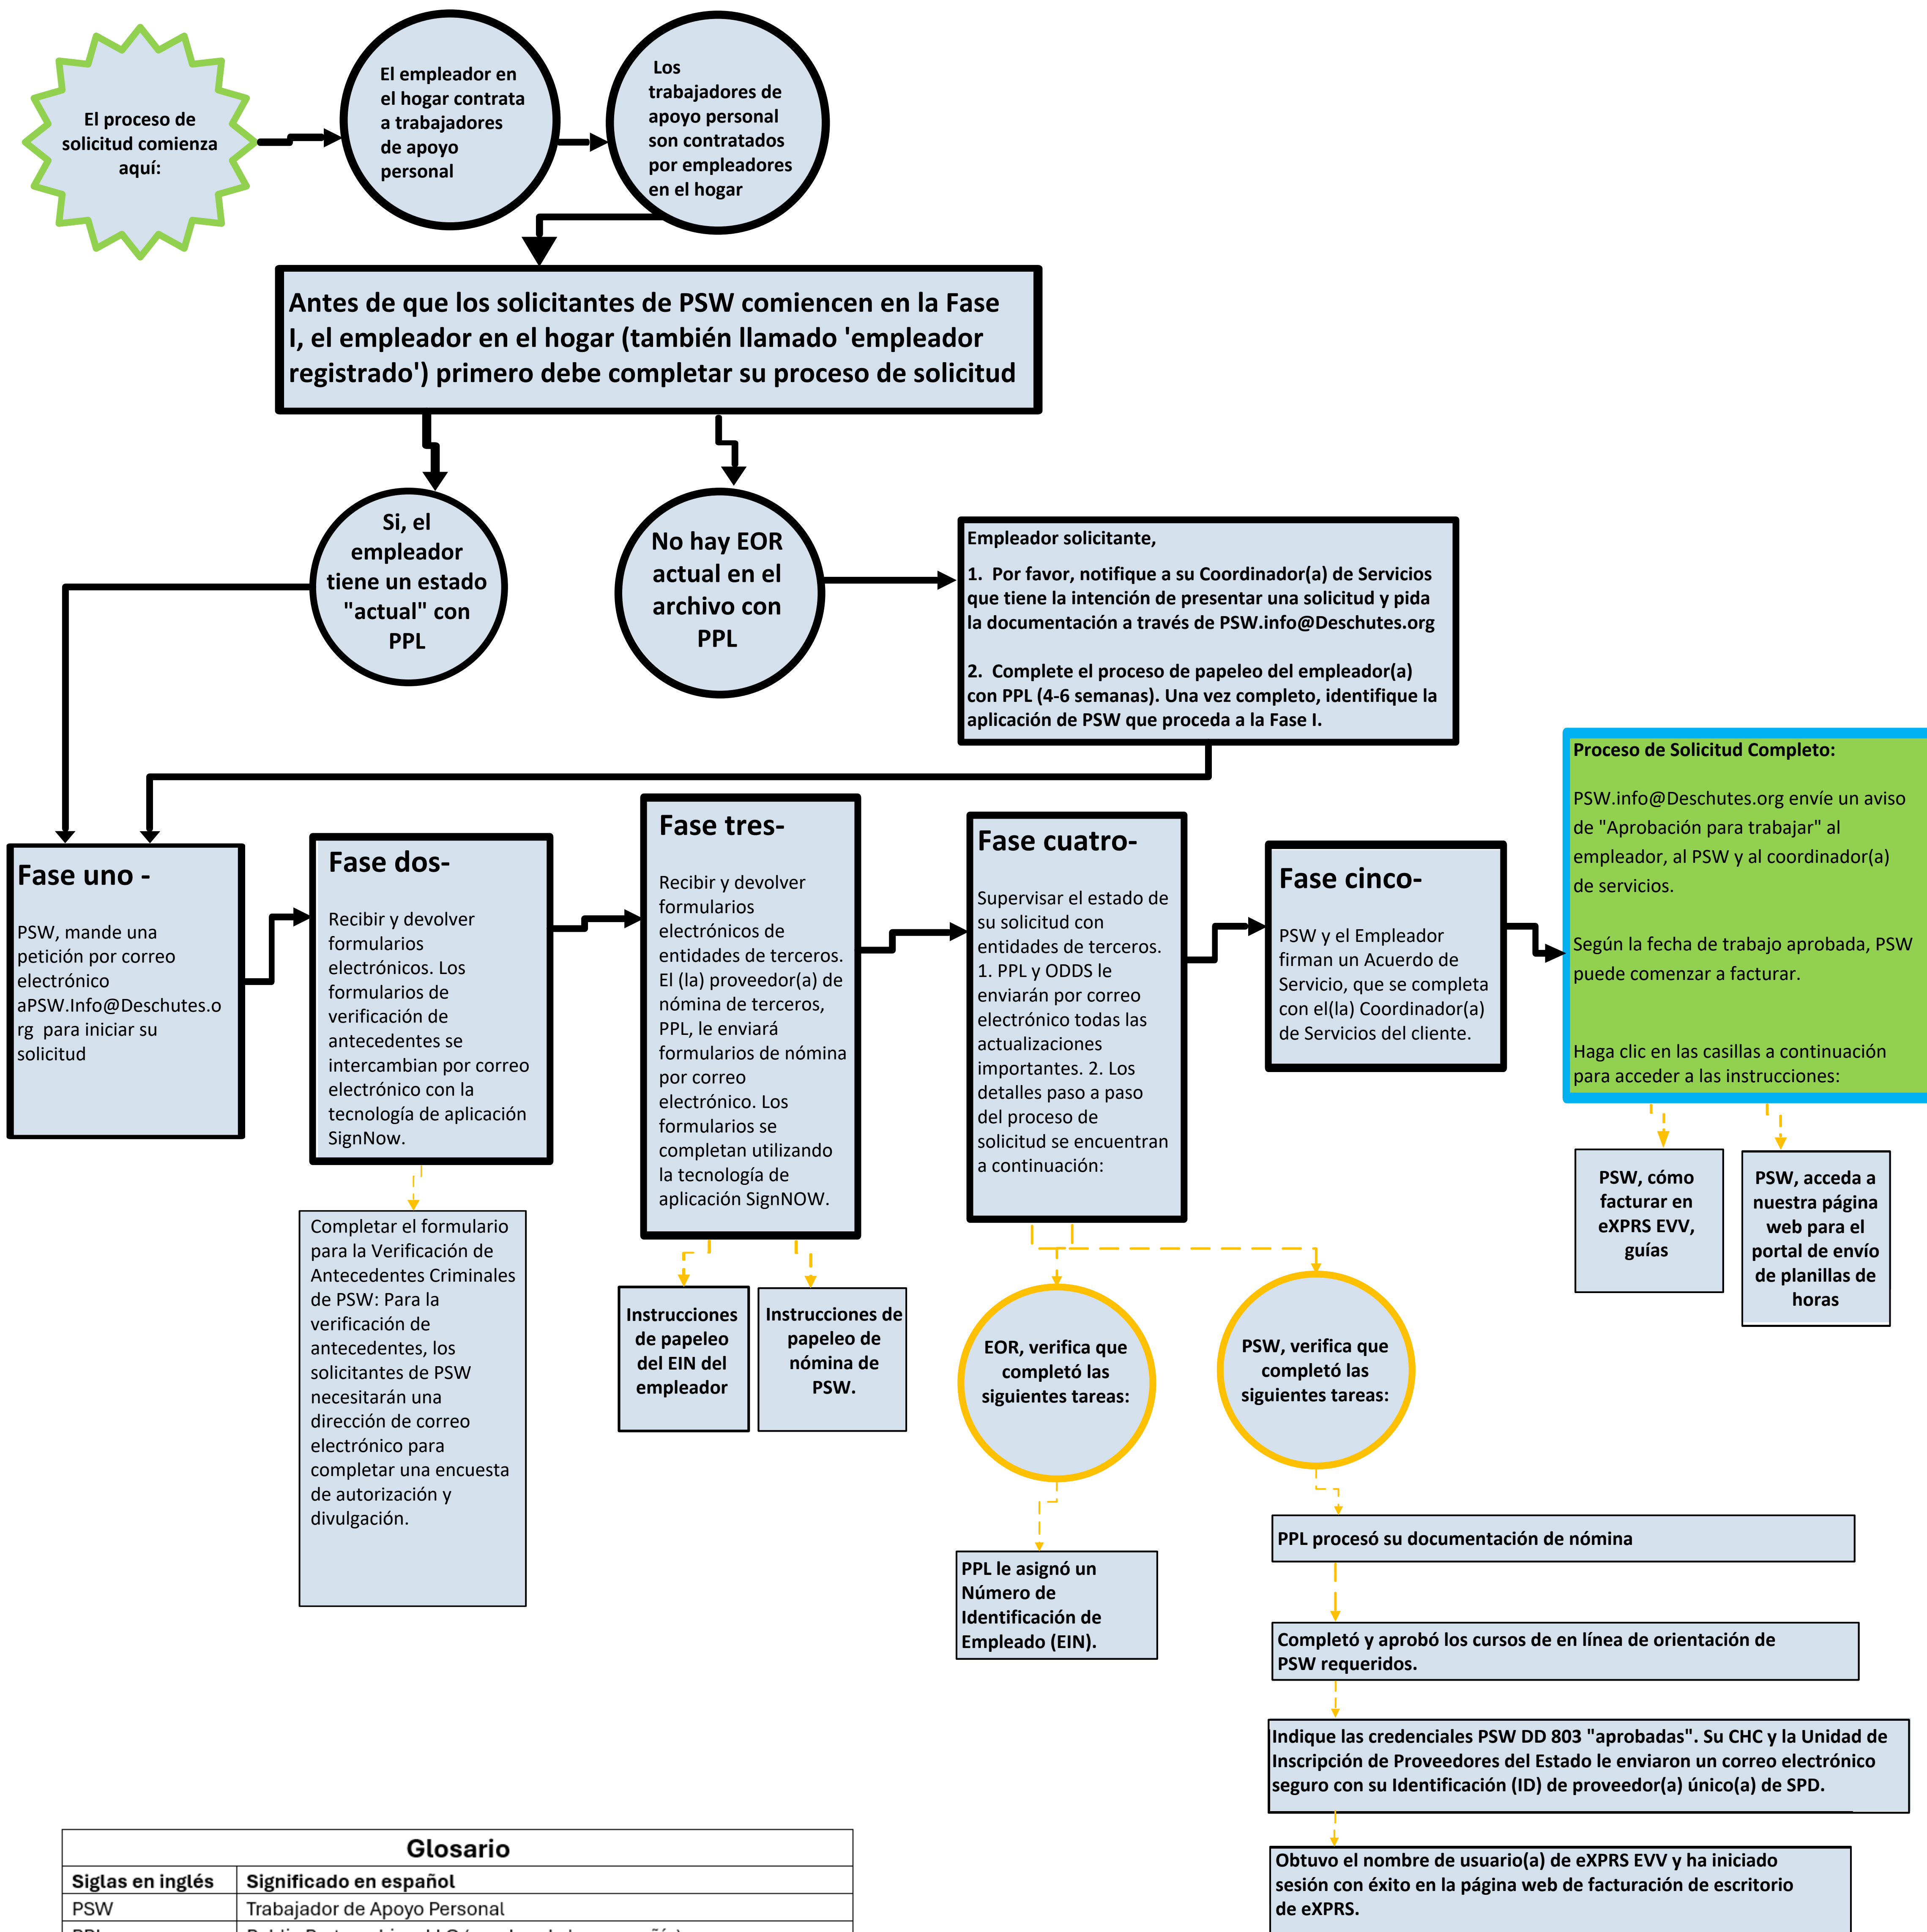 El proceso de
solicitud comienza
aquí:
El empleador en
el hogar contrata
a trabajadores
de apoyo
personal
Los
trabajadores de
apoyo personal
son contratados
por empleadores
en el hogar
Antes de que los solicitantes de PSW comiencen en la Fase
I, el empleador en el hogar (también llamado 'empleador
registrado') primero debe completar su proceso de solicitud
Si, el
empleador
tiene un estado
"actual" con
PPL
No hay EOR
actual en el
archivo con
PPL
Empleador solicitante,
1. Por favor, notifique a su Coordinador(a) de Servicios
que tiene la intención de presentar una solicitud y pida
la documentación a través de PSW.info@Deschutes.org
2. Complete el proceso de papeleo del empleador(a)
con PPL (4-6 semanas). Una vez completo, identifique la
aplicación de PSW que proceda a la Fase I.
Fase uno -
PSW, mande una
petición por correo
electrónico
aPSW.Info@Deschutes.o
rg para iniciar su
solicitud
Fase dos-
Recibir y devolver
formularios
electrónicos. Los
formularios de
verificación de
antecedentes se
intercambian por correo
electrónico con la
tecnología de aplicación
SignNow.
Completar el formulario
para la Verificación de
Antecedentes Criminales
de PSW: Para la
verificación de
antecedentes, los
solicitantes de PSW
necesitarán una
dirección de correo
electrónico para
completar una encuesta
de autorización y
divulgación.
Fase tres-
Recibir y devolver
formularios
electrónicos de
entidades de terceros.
El (la) proveedor(a) de
nómina de terceros,
PPL, le enviará
formularios de nómina
por correo
electrónico. Los
formularios se
completan utilizando
la tecnología de
aplicación SignNOW.
Instrucciones
de papeleo
del EIN del
empleador
Instrucciones de
papeleo de
nómina de
PSW.
Fase cuatro-
Supervisar el estado de
su solicitud con
entidades de terceros.
1. PPL y ODDS le
enviarán por correo
electrónico todas las
actualizaciones
importantes. 2. Los
detalles paso a paso
del proceso de
solicitud se encuentran
a continuación:
EOR, verifica que
completó las
siguientes tareas:
PPL le asignó un
Número de
Identificación de
Empleado (EIN).
PSW, verifica que
completó las
siguientes tareas:
PPL procesó su documentación de nómina
Completó y aprobó los cursos de en línea de orientación de
PSW requeridos.
Indique las credenciales PSW DD 803 "aprobadas". Su CHC y la Unidad de
Inscripción de Proveedores del Estado le enviaron un correo electrónico
seguro con su Identificación (ID) de proveedor(a) único(a) de SPD.
Obtuvo el nombre de usuario(a) de eXPRS EVV y ha iniciado
sesión con éxito en la página web de facturación de escritorio
de eXPRS.
Fase cinco-
PSW y el Empleador
firman un Acuerdo de
Servicio, que se completa
con el(la) Coordinador(a)
de Servicios del cliente.
Proceso de Solicitud Completo:
PSW.info@Deschutes.org envíe un aviso
de "Aprobación para trabajar" al
empleador, al PSW y al coordinador(a)
de servicios.
Según la fecha de trabajo aprobada, PSW
puede comenzar a facturar.
Haga clic en las casillas a continuación
para acceder a las instrucciones:
PSW, cómo
facturar en
eXPRS EVV,
guías
PSW, acceda a
nuestra página
web para el
portal de envío
de planillas de
horas
Glosario
Siglas en inglés Significado en español
PSW Trabajador de Apoyo Personal